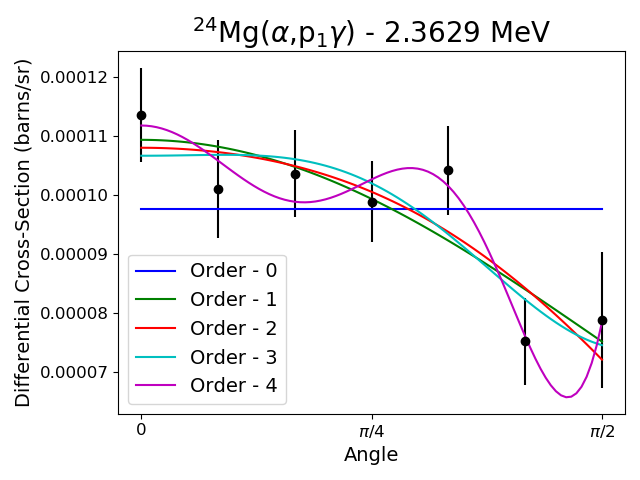 ²⁴Mg(α,p₁γ) - 2.3629 MeV
Differential Cross-Section (barns/sr)
0.00012
0.00011
0.00010
0.00009
0.00008
0.00007
Order - 0
Order - 1
Order - 2
Order - 3
Order - 4
0
π/4
π/2
Angle